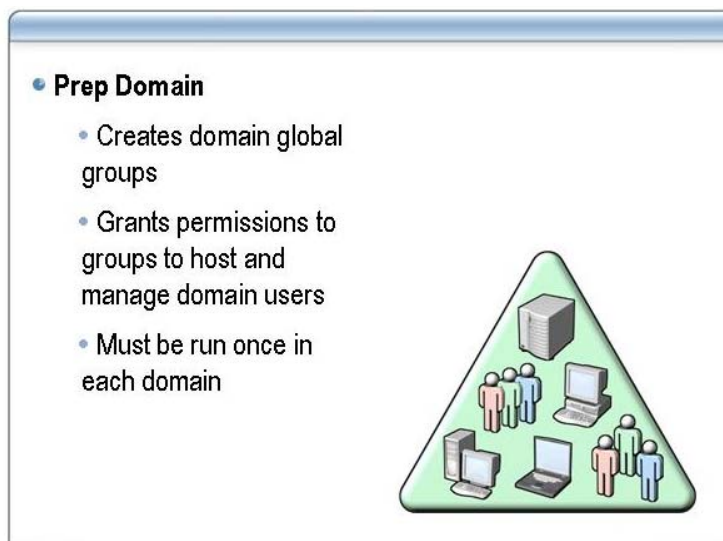 Prep Domain
Creates domain global
groups
Grants permissions to
groups to host and
manage domain users
Must be run once in
each domain